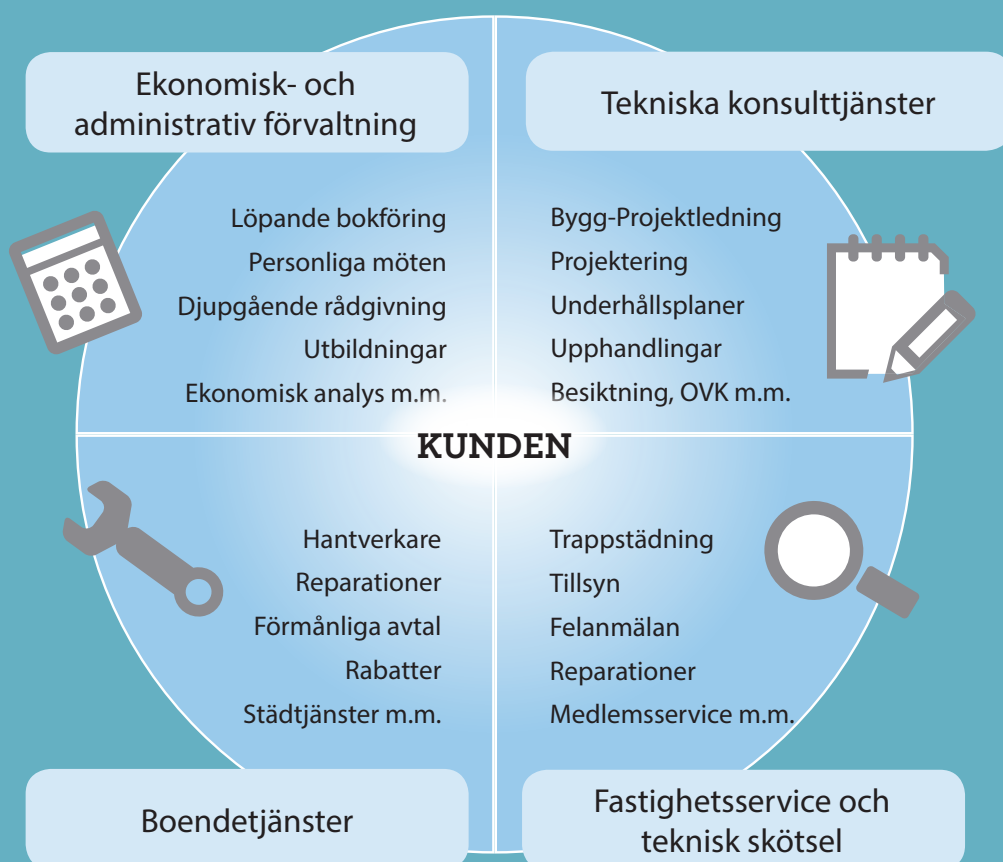 Ekonomisk- och
administrativ förvaltning
Löpande bokföring
Personliga möten
Djupgående rådgivning
Utbildningar
Ekonomisk analys m.m.
Tekniska konsulttjänster
Bygg-Projektledning
Projektering
Underhållsplaner
Upphandlingar
Besiktning, OVK m.m.
KUNDEN
Hantverkare
Reparationer
Förmånliga avtal
Rabatter
Städtjänster m.m.
Boendetjänster
Trappstädning
Tillsyn
Felanmälan
Reparationer
Medlemsservice m.m.
Fastighetsservice och
teknisk skötsel